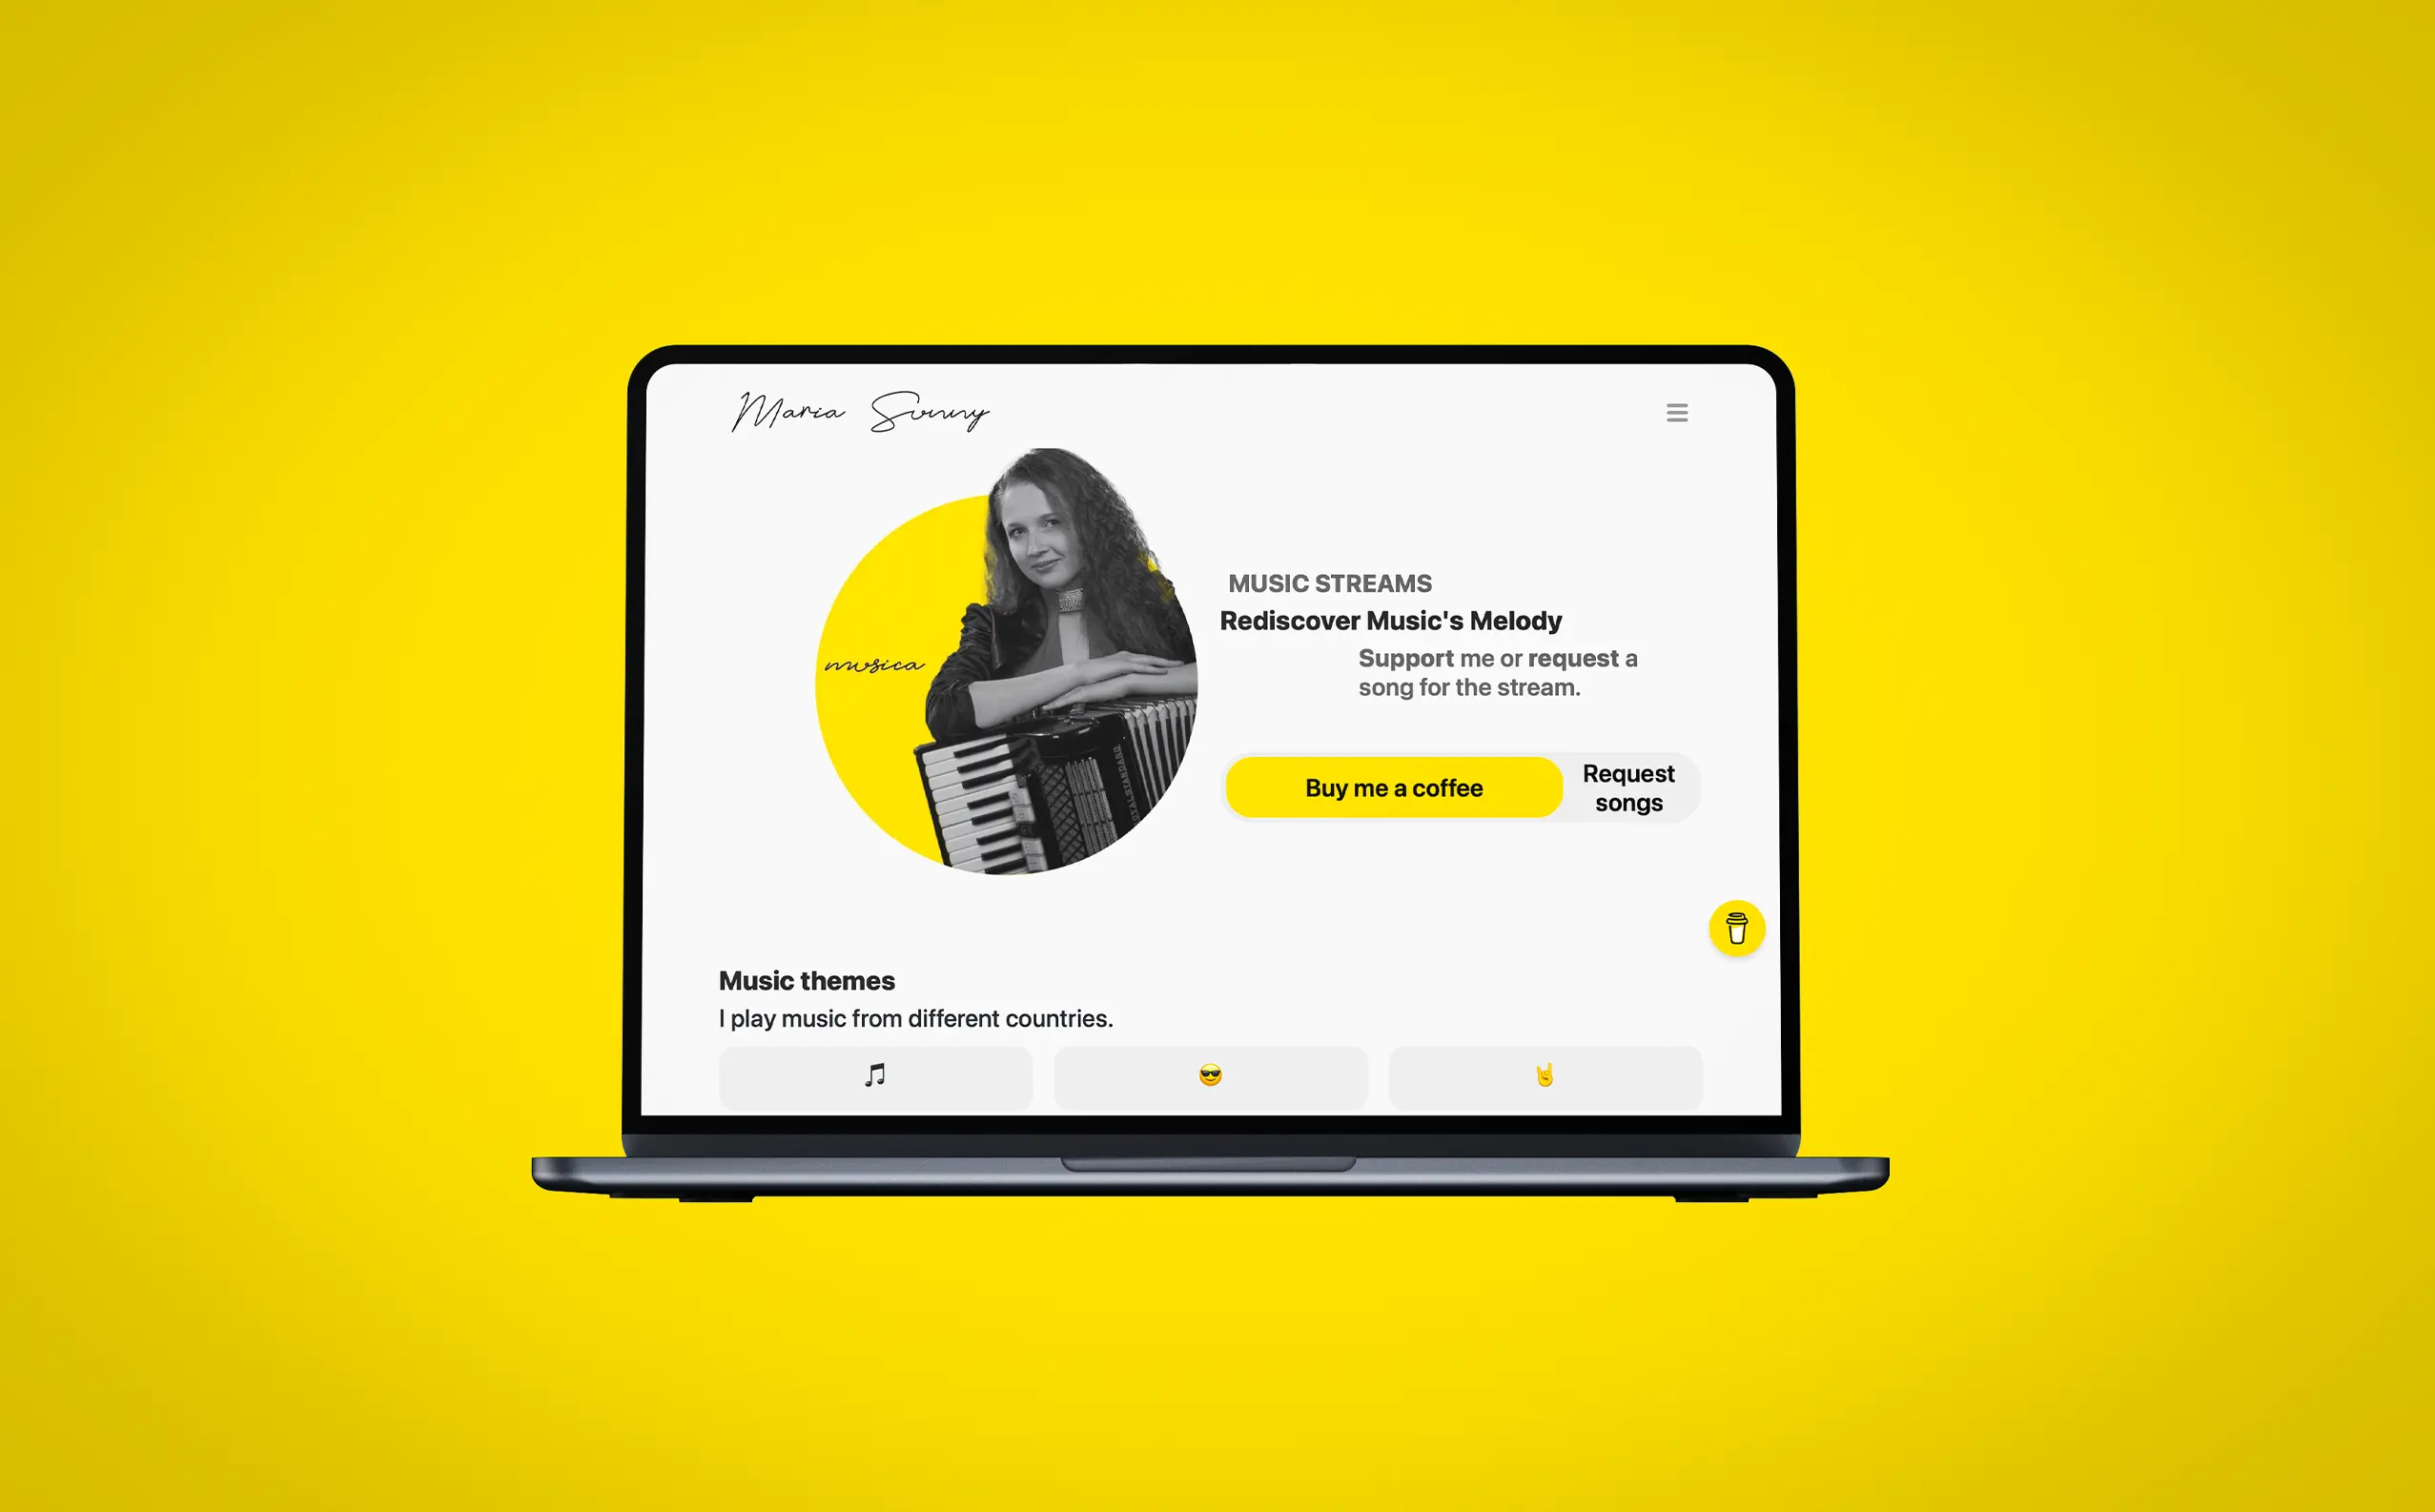 Maria Sunny
musica
MUSIC STREAMS
Rediscover Music's Melody
Support me or request a
song for the stream.
Buy me a coffee
Request
songs
Music themes
I play music from different countries.